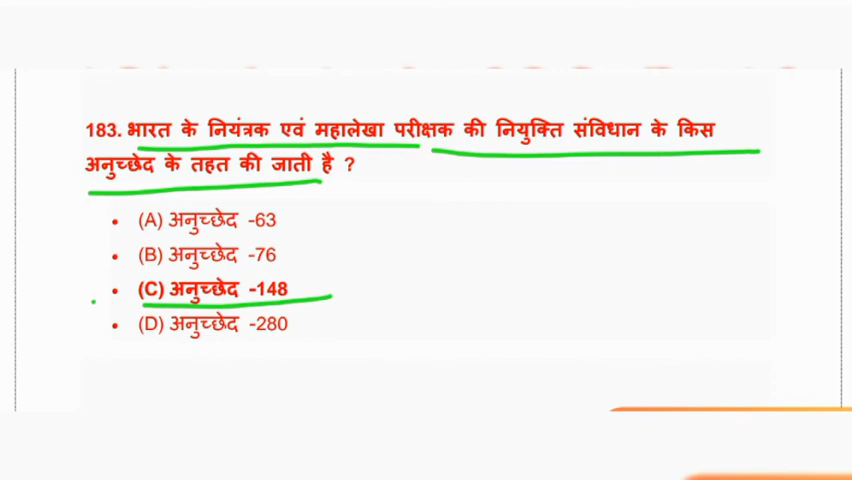 183. भारत के नियंत्रक एवं महालेखा परीक्षक की नियुक्ति संविधान के किस
अनुच्छेद के तहत की जाती है ?
(A) अनुच्छेद -63
(B) अनुच्छेद -76
(C) अनुच्छेद -148
(D) अनुच्छेद -280